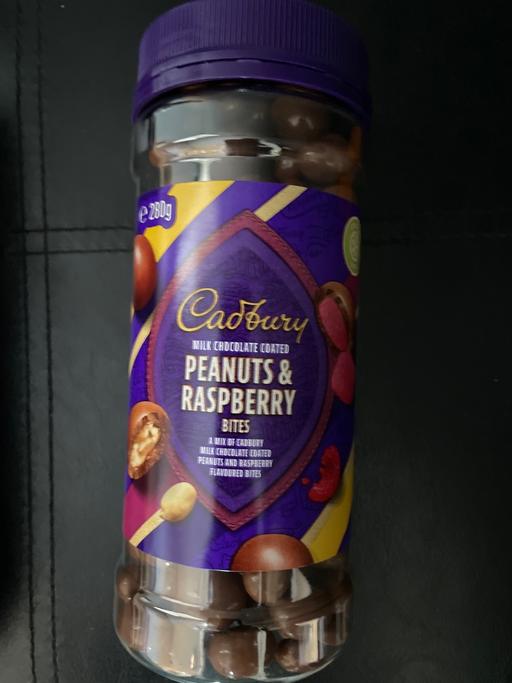 e 280g
Cadbury
MILK CHOCOLATE COATED
PEANUTS &
RASPBERRY
BITES
A MIX OF CADBURY
MILK CHOCOLATE COATED
PEANUTS AND RASPBERRY
FLAVOURED BITES